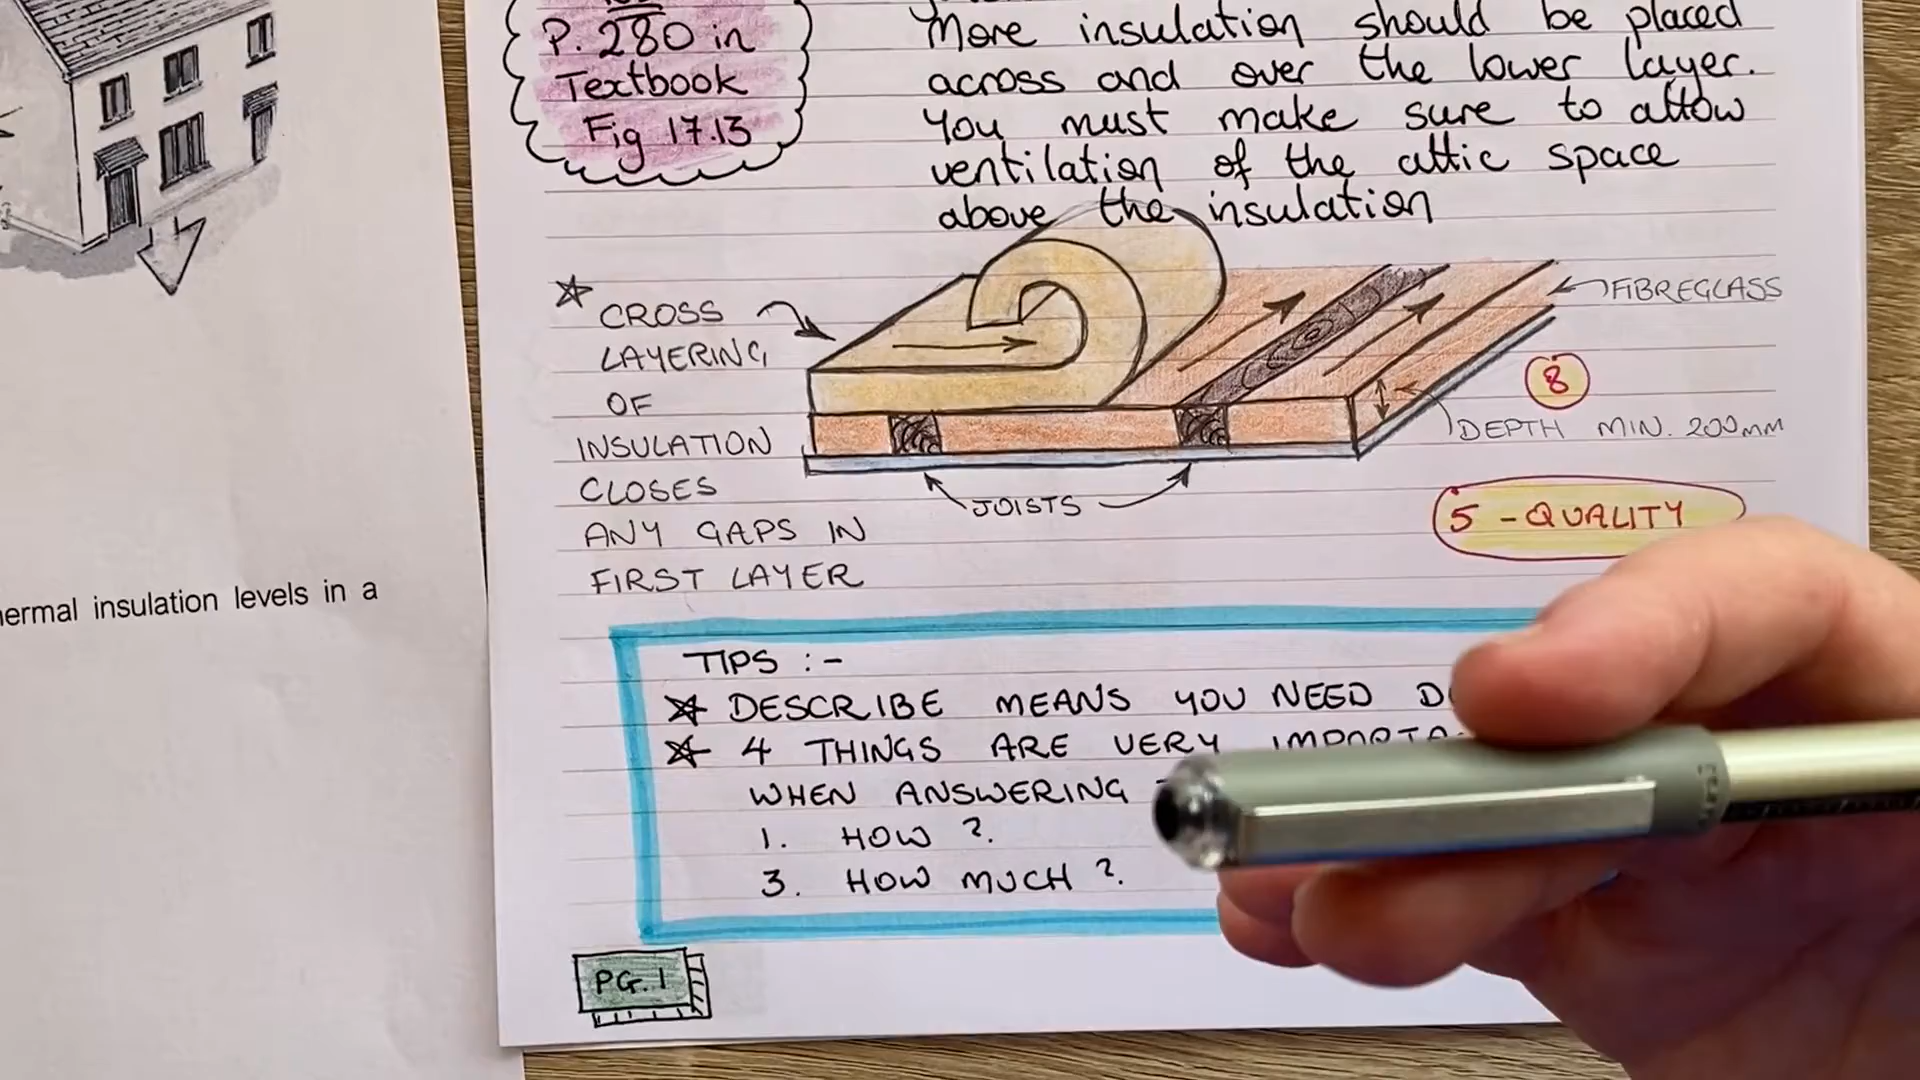 P. 280 in
Textbook
Fig 17.13
More insulation should be placed
across and over the lower layer.
You must make sure to allow
ventilation of the attic space
above the insulation
CROSS
LAYERING
OF
INSULATION
CLOSES
ANY GAPS IN
FIRST LAYER
FIBREGLASS
8
DEPTH MIN. 200mm
JOISTS
5 - QUALITY
insulation levels in a
TIPS :-
DESCRIBE MEANS YOU NEED
4 THINGS ARE VERY
WHEN ANSWERING
1. HOW ?.
3. HOW MUCH ?.
PG. 1